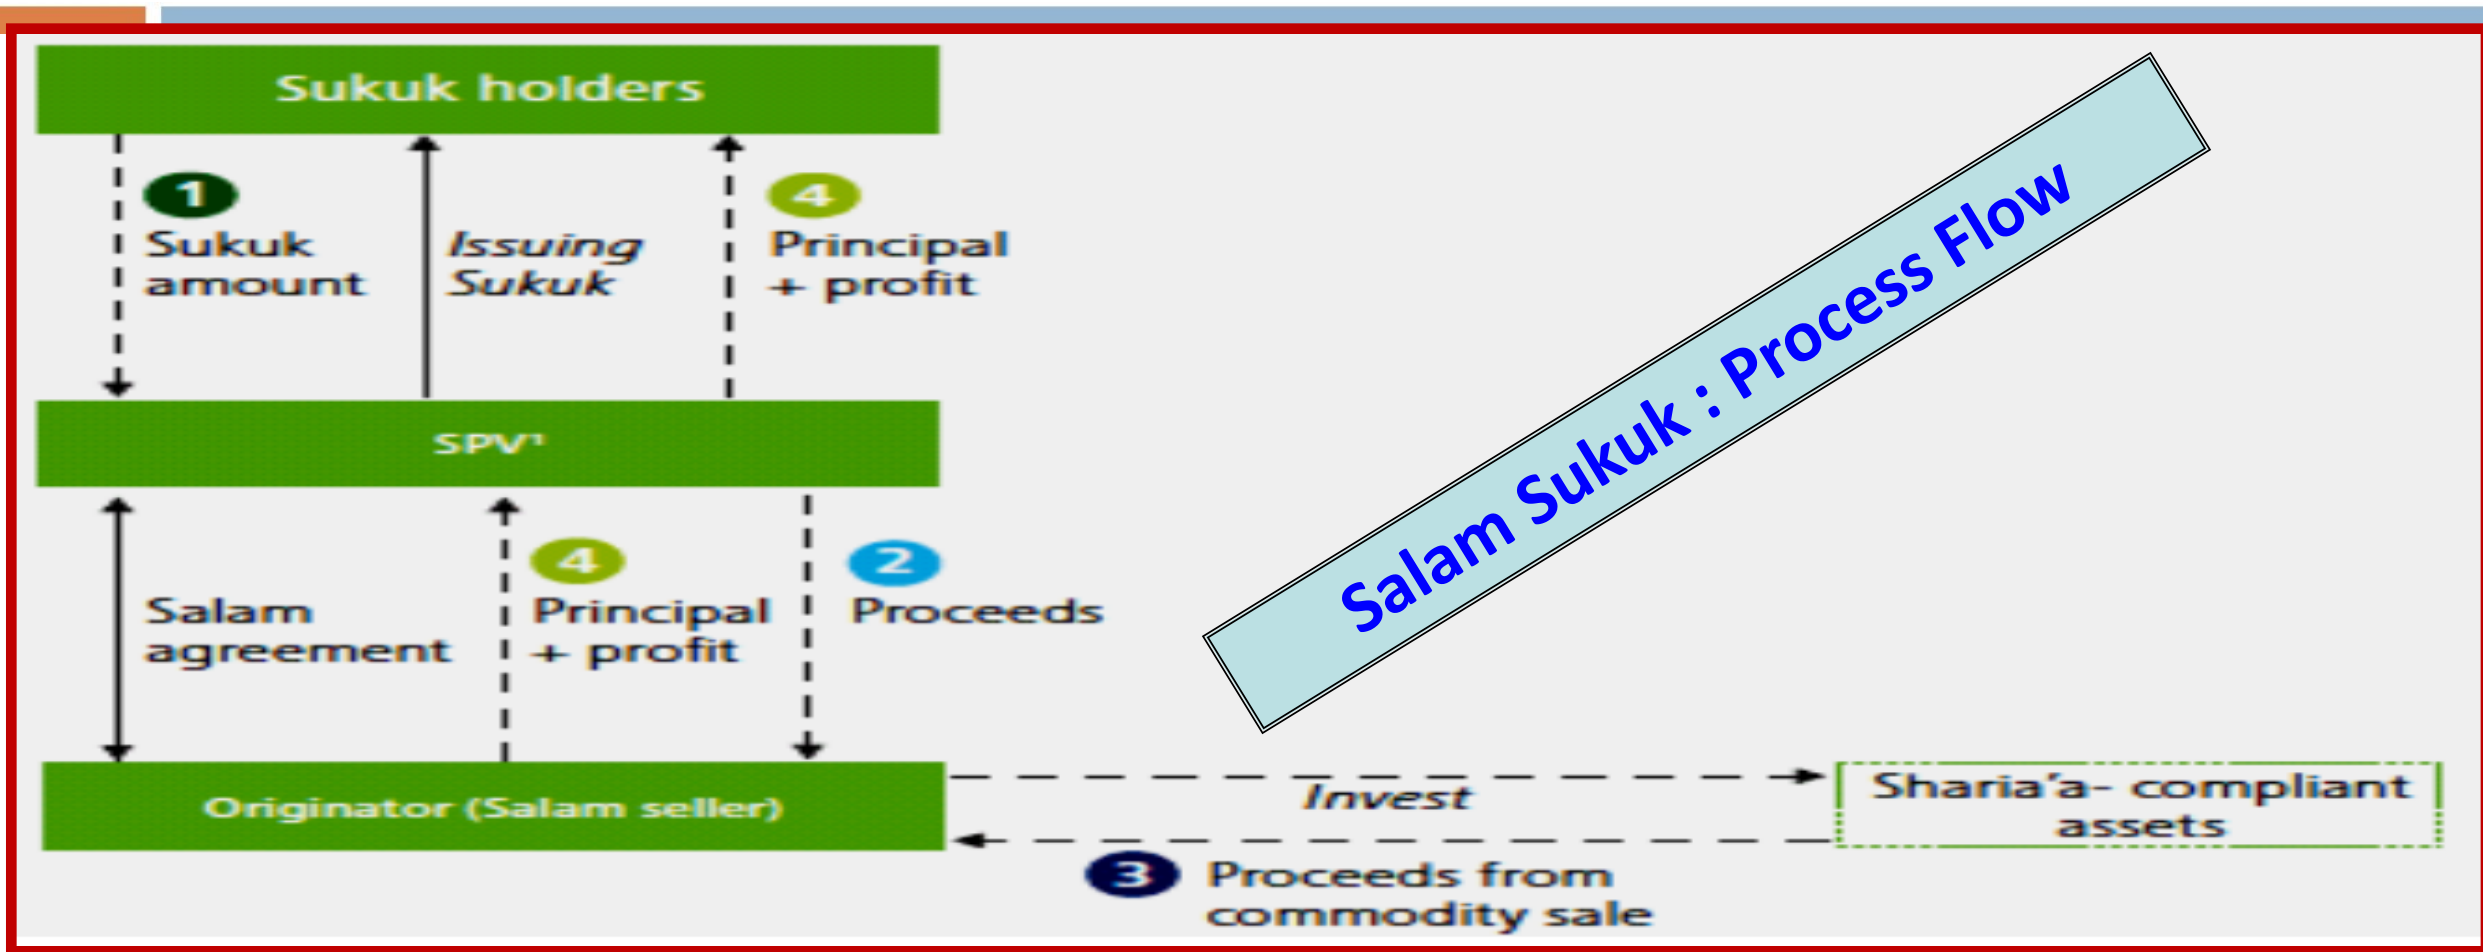 Sukuk holders
1
Sukuk
amount
Issuing
Sukuk
4
Principal
+ profit
SPV¹
Salam
agreement
4
Principal
+ profit
2
Proceeds
Originator (Salam seller)
Invest
Sharia’a- compliant
assets
3
Proceeds from
commodity sale
Salam Sukuk : Process Flow